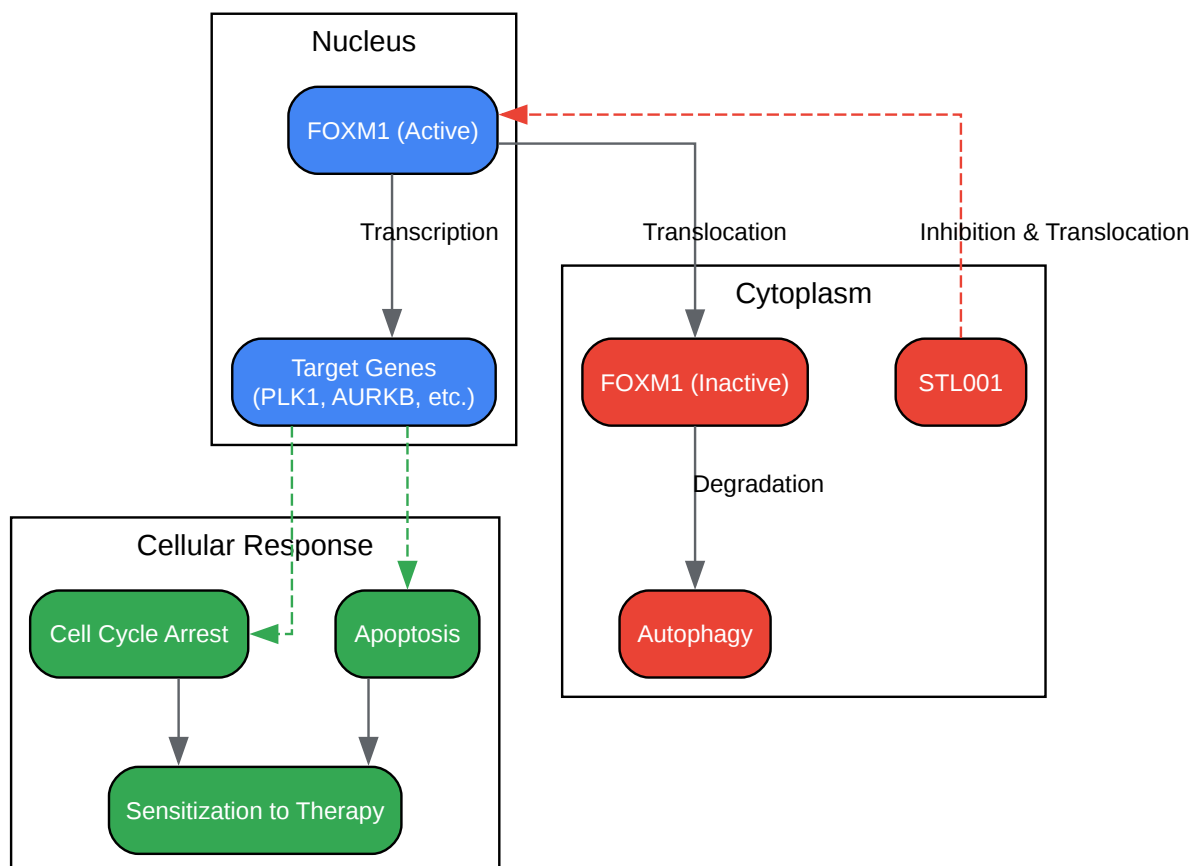 Nucleus
FOXM1 (Active)
Transcription
Translocation
Inhibition & Translocation
Cytoplasm
Target Genes
(PLK1, AURKB, etc.)
FOXM1 (Inactive)
STL001
Degradation
Cellular Response
Cell Cycle Arrest
Apoptosis
Autophagy
Sensitization to Therapy